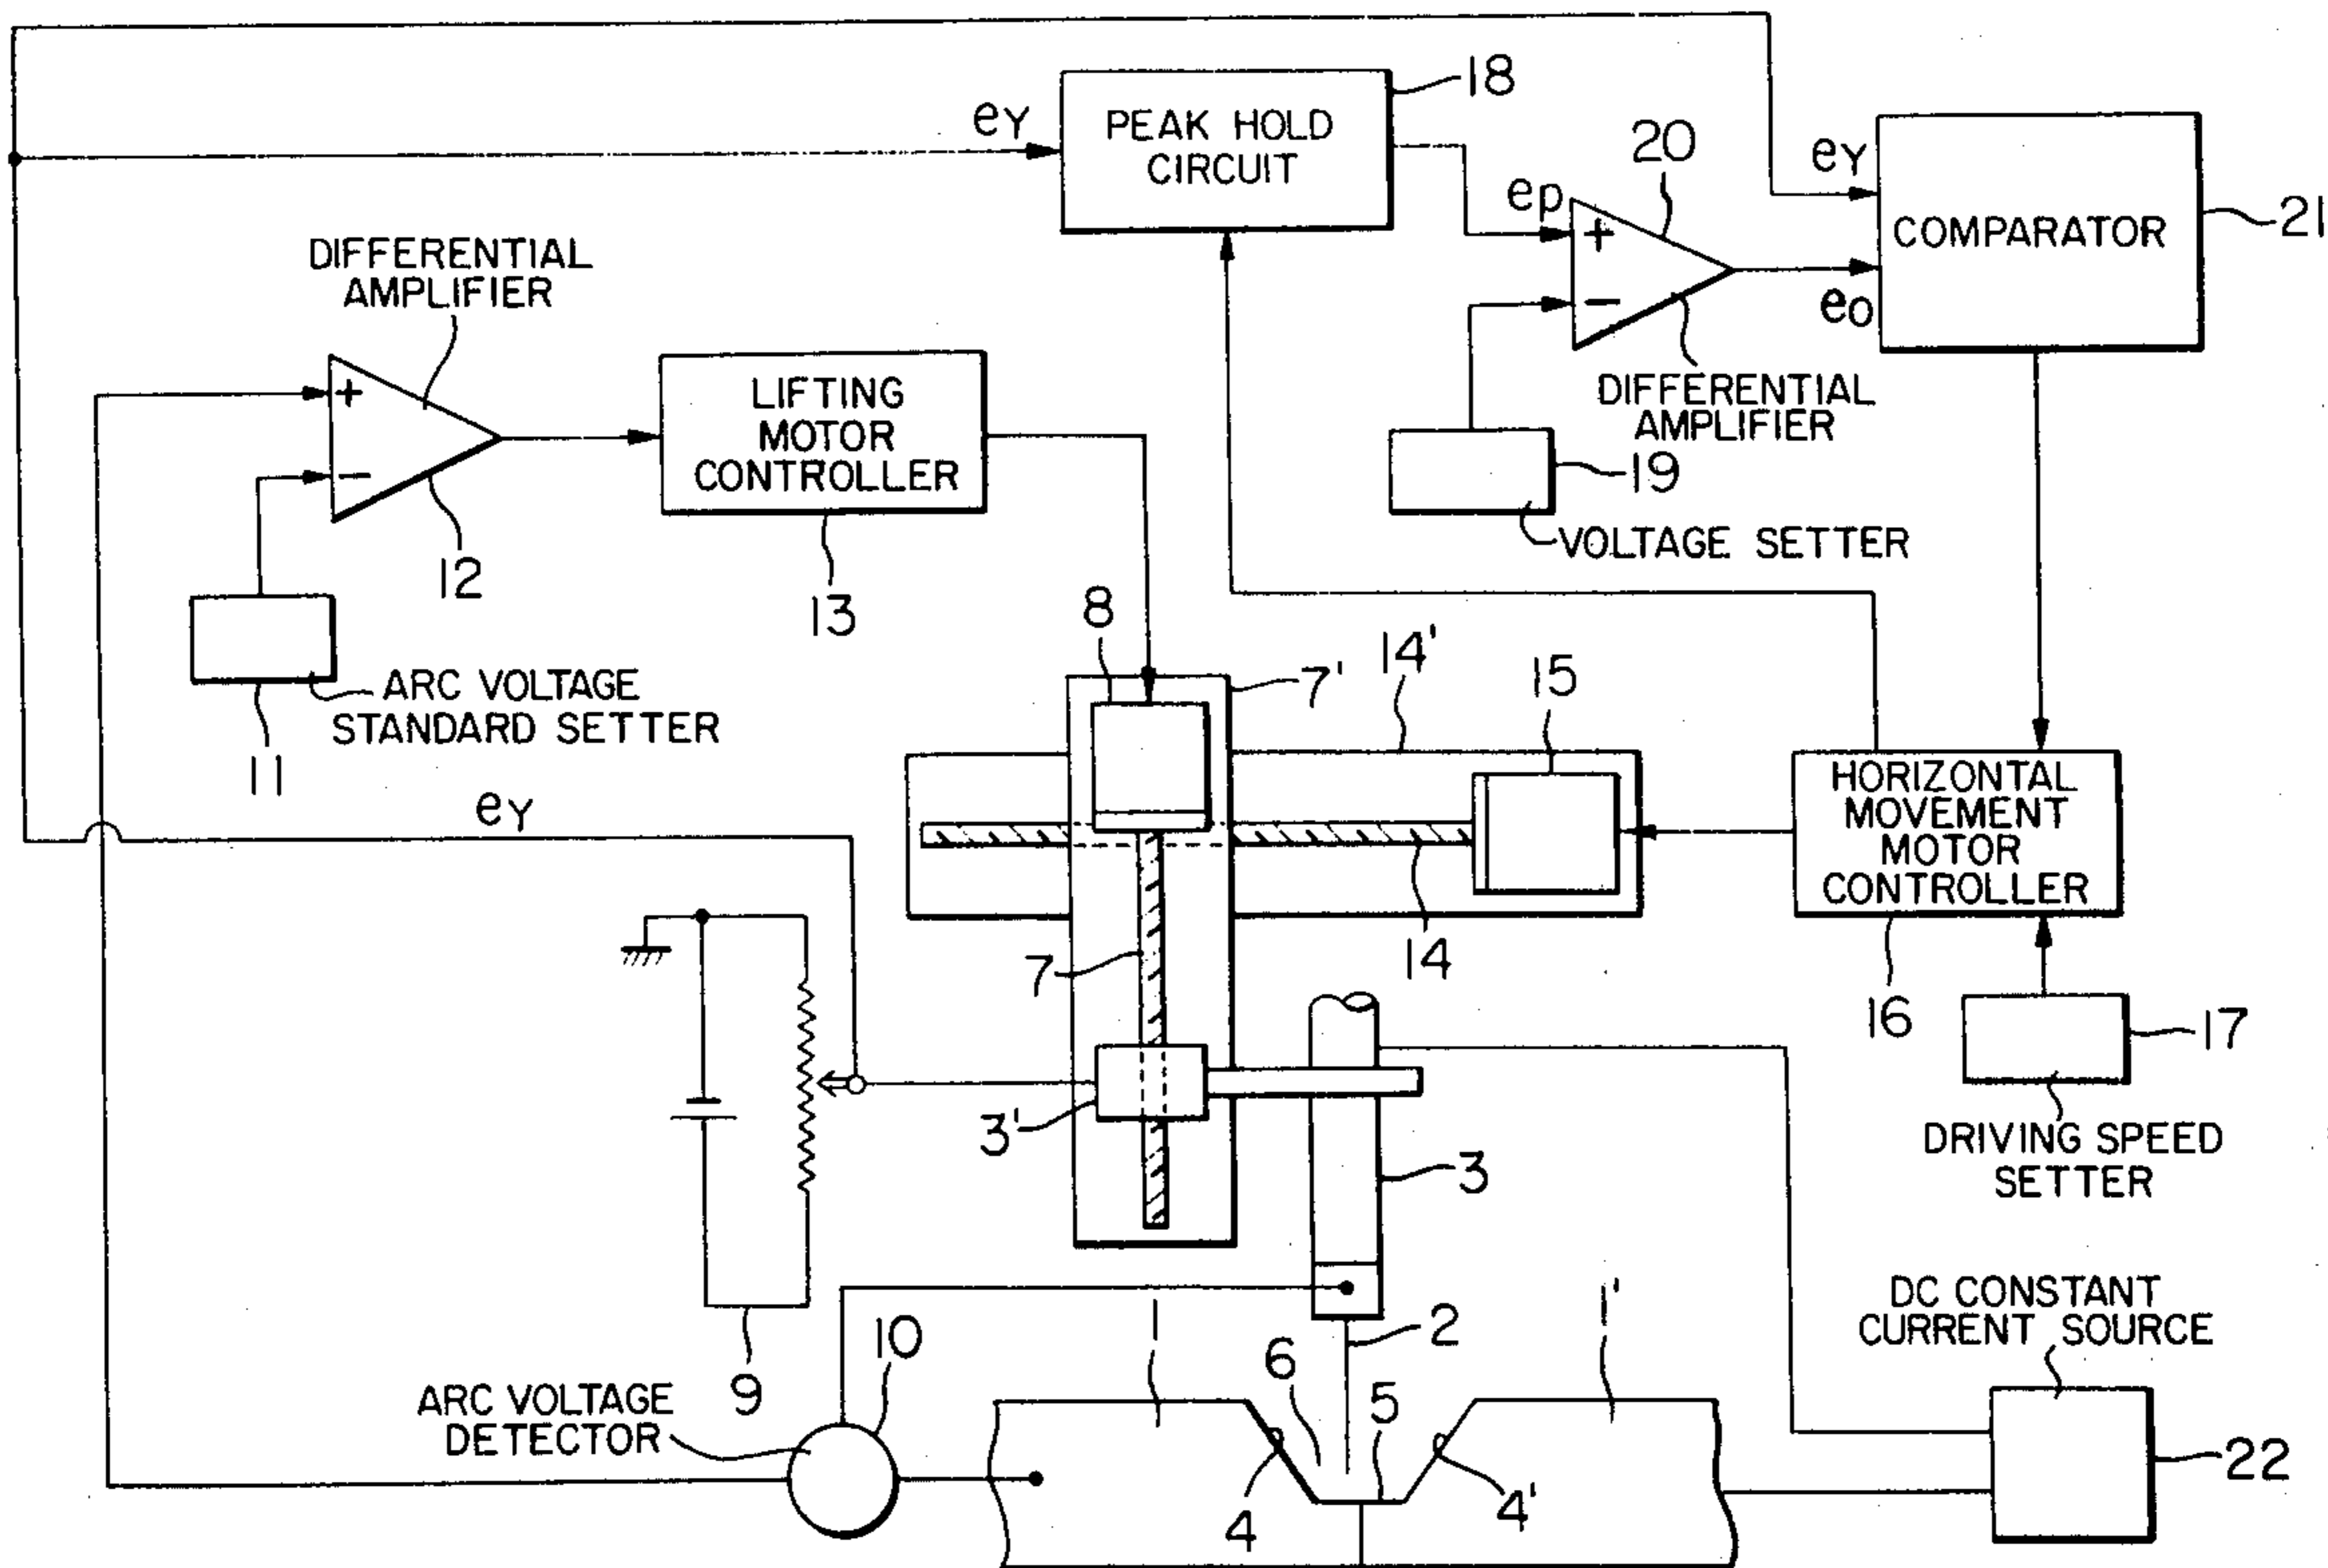 18
eY
PEAK HOLD
CIRCUIT
20
eY
ep
+
COMPARATOR
21
DIFFERENTIAL
AMPLIFIER
−
eo
+
LIFTING
MOTOR
CONTROLLER
DIFFERENTIAL
AMPLIFIER
−
19
12
VOLTAGE SETTER
13
8
14'
7'
15
ARC VOLTAGE
STANDARD SETTER
11
HORIZONTAL
MOVEMENT
MOTOR
CONTROLLER
eY
7
14
16
17
3'
DRIVING SPEED
SETTER
3
DC CONSTANT
CURRENT SOURCE
1
1'
2
10
6
9
5
ARC VOLTAGE
DETECTOR
22
4
4'